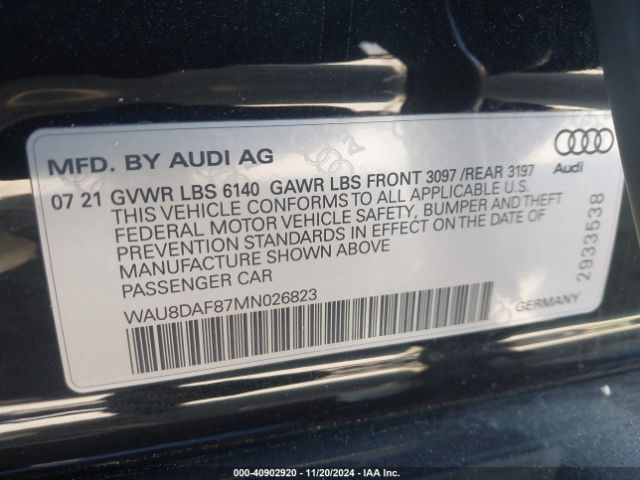 MFD. BY AUDI AG
Audi
07 21 GVWR LBS 6140 GAWR LBS FRONT 3097 /REAR 3197
THIS VEHICLE CONFORMS TO ALL APPLICABLE U.S.
FEDERAL MOTOR VEHICLE SAFETY, BUMPER AND THEFT
PREVENTION STANDARDS IN EFFECT ON THE DATE OF
MANUFACTURE SHOWN ABOVE
PASSENGER CAR
WAU8DAF87MN026823
GERMANY
2933538
000-40902920 - 11/20/2024 - IAA Inc.